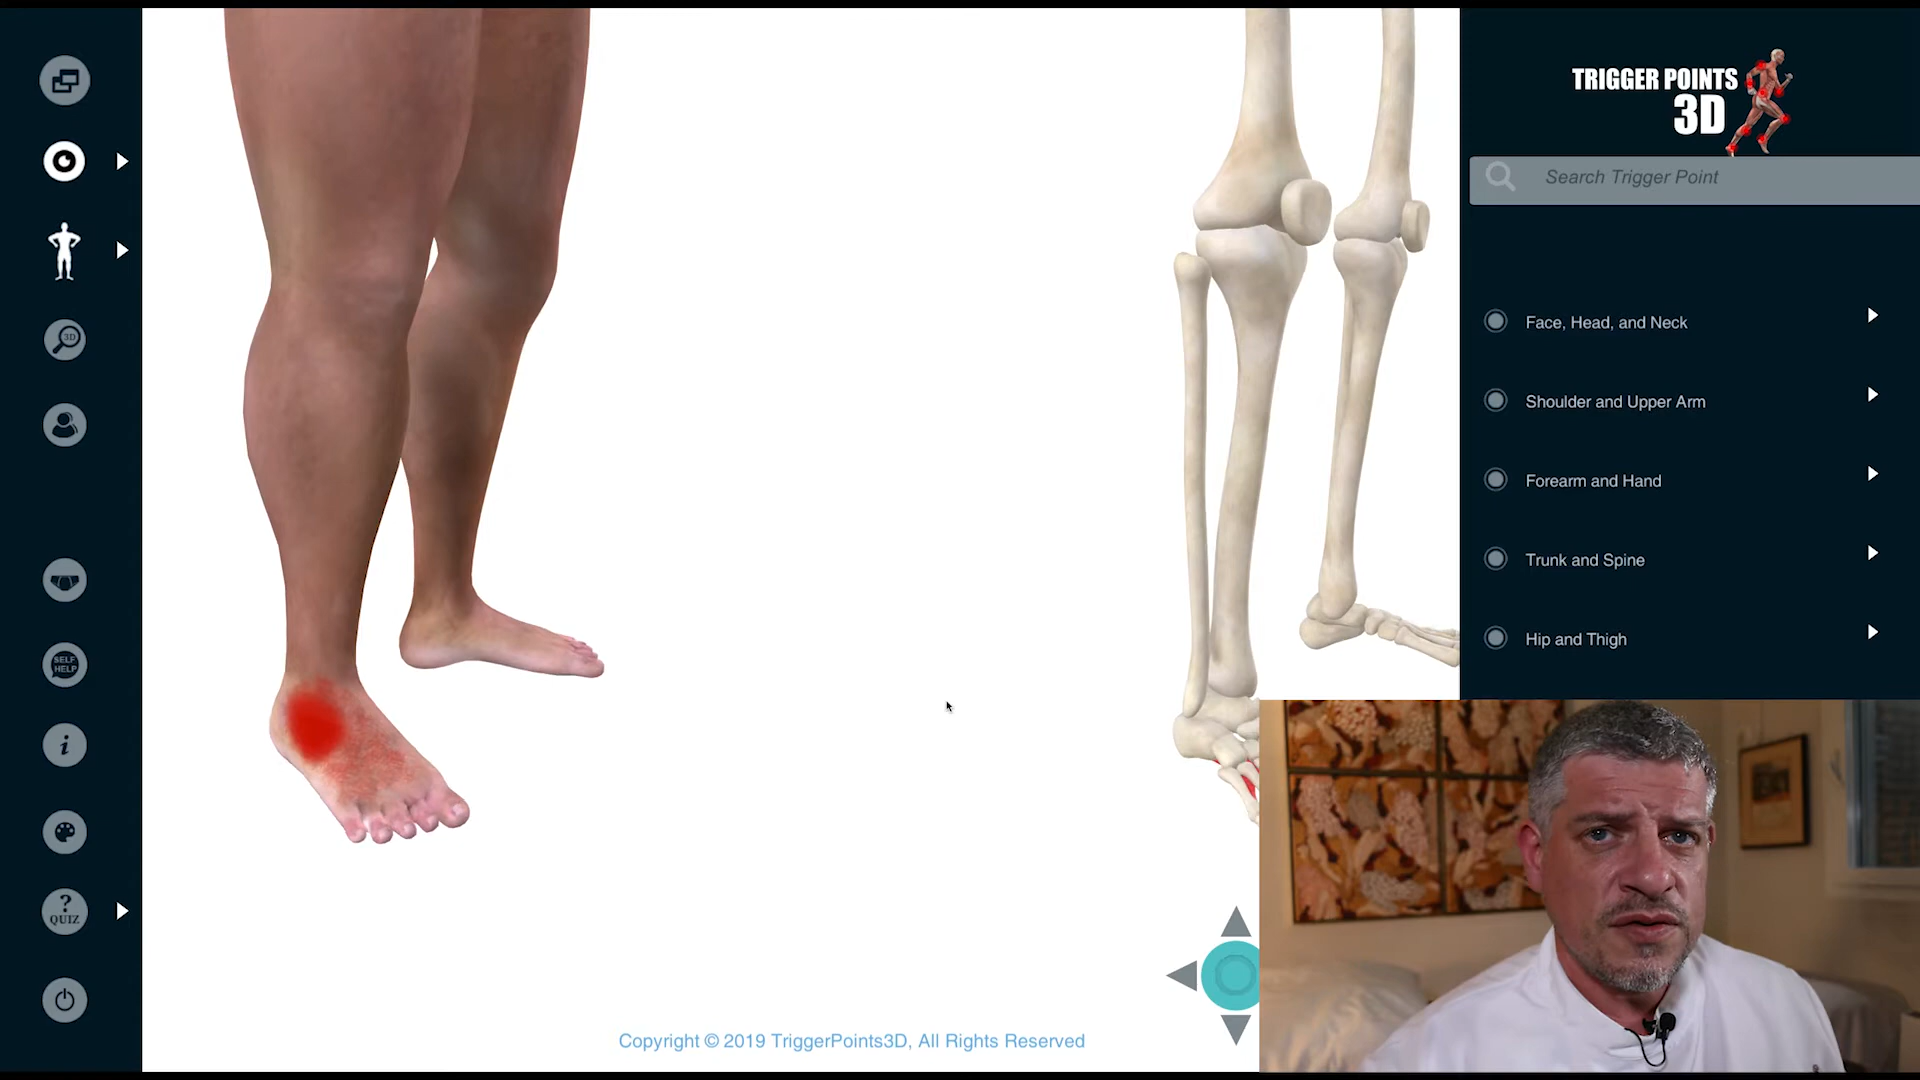 TRIGGER POINTS
3D
Search Trigger Point
Face, Head, and Neck
Shoulder and Upper Arm
Forearm and Hand
Trunk and Spine
Hip and Thigh
3D
SELF
HELP
i
?
QUIZ
Copyright © 2019 TriggerPoints3D, All Rights Reserved